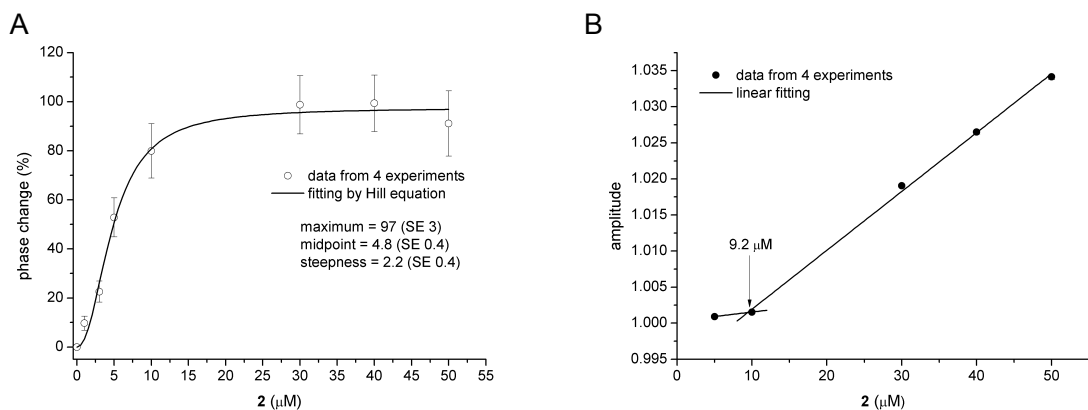 A
120
100
80
60
40
20
0
phase change (%)
data from 4 experiments
fitting by Hill equation
maximum = 97 (SE 3)
midpoint = 4.8 (SE 0.4)
steepness = 2.2 (SE 0.4)
0 5 10 15 20 25 30 35 40 45 50 55
2 (μM)
B
1.035
1.030
1.025
1.020
1.015
1.010
1.005
1.000
0.995
amplitude
data from 4 experiments
linear fitting
9.2 μM
0 10 20 30 40 50
2 (μM)